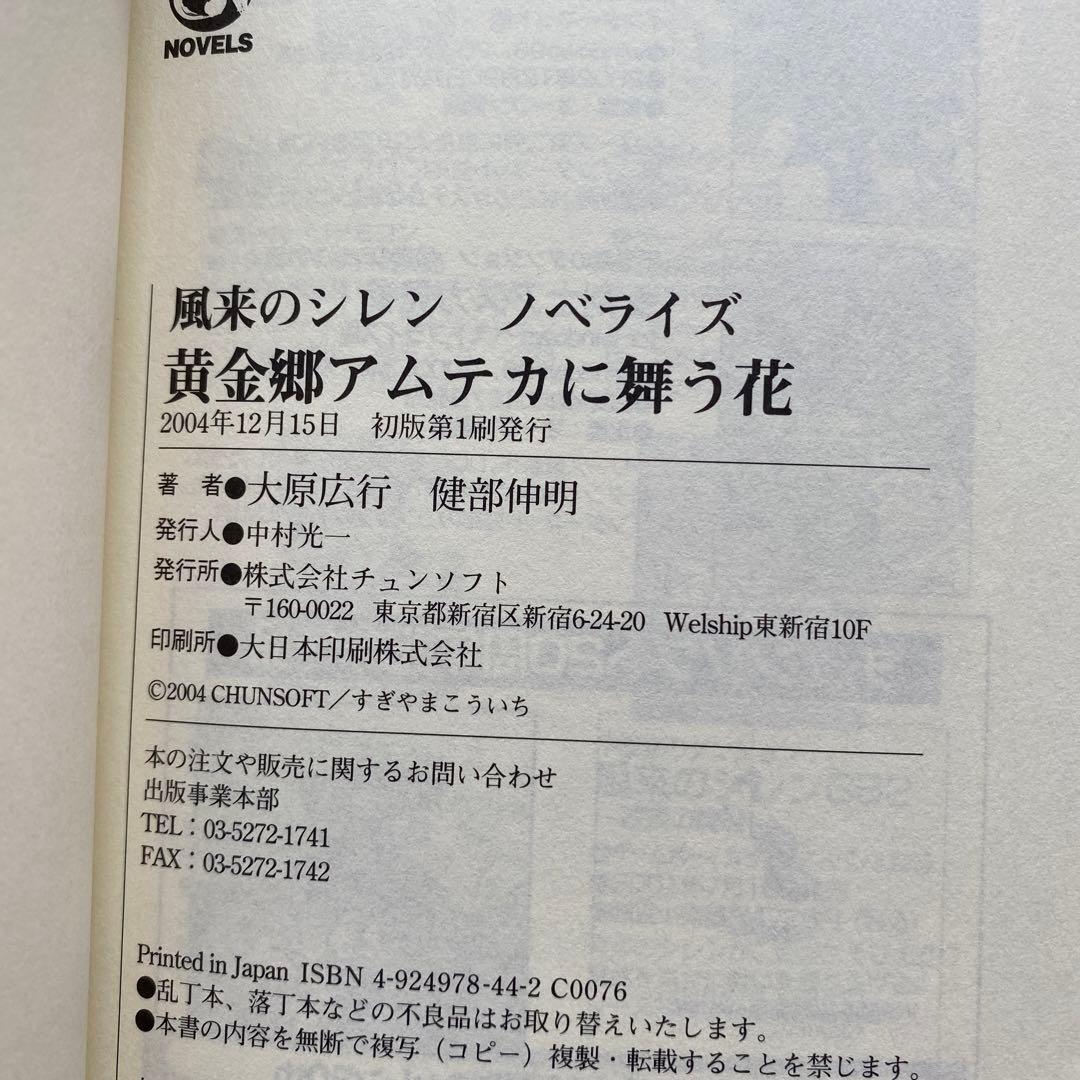 NOVELS
風来のシレン　ノベライズ
黄金郷アムテカに舞う花
2004年12月15日　初版第1刷発行
著　者●大原広行　健部伸明
発行人●中村光一
発行所●株式会社チュンソフト
〒160-0022　東京都新宿区新宿6-24-20　Welship東新宿10F
印刷所●大日本印刷株式会社
©2004 CHUNSOFT／すぎやまこういち
本の注文や販売に関するお問い合わせ
出版事業本部
TEL：03-5272-1741
FAX：03-5272-1742
Printed in Japan ISBN 4-924978-44-2 C0076
●乱丁本、落丁本などの不良品はお取り替えいたします。
●本書の内容を無断で複写（コピー）複製・転載することを禁じます。